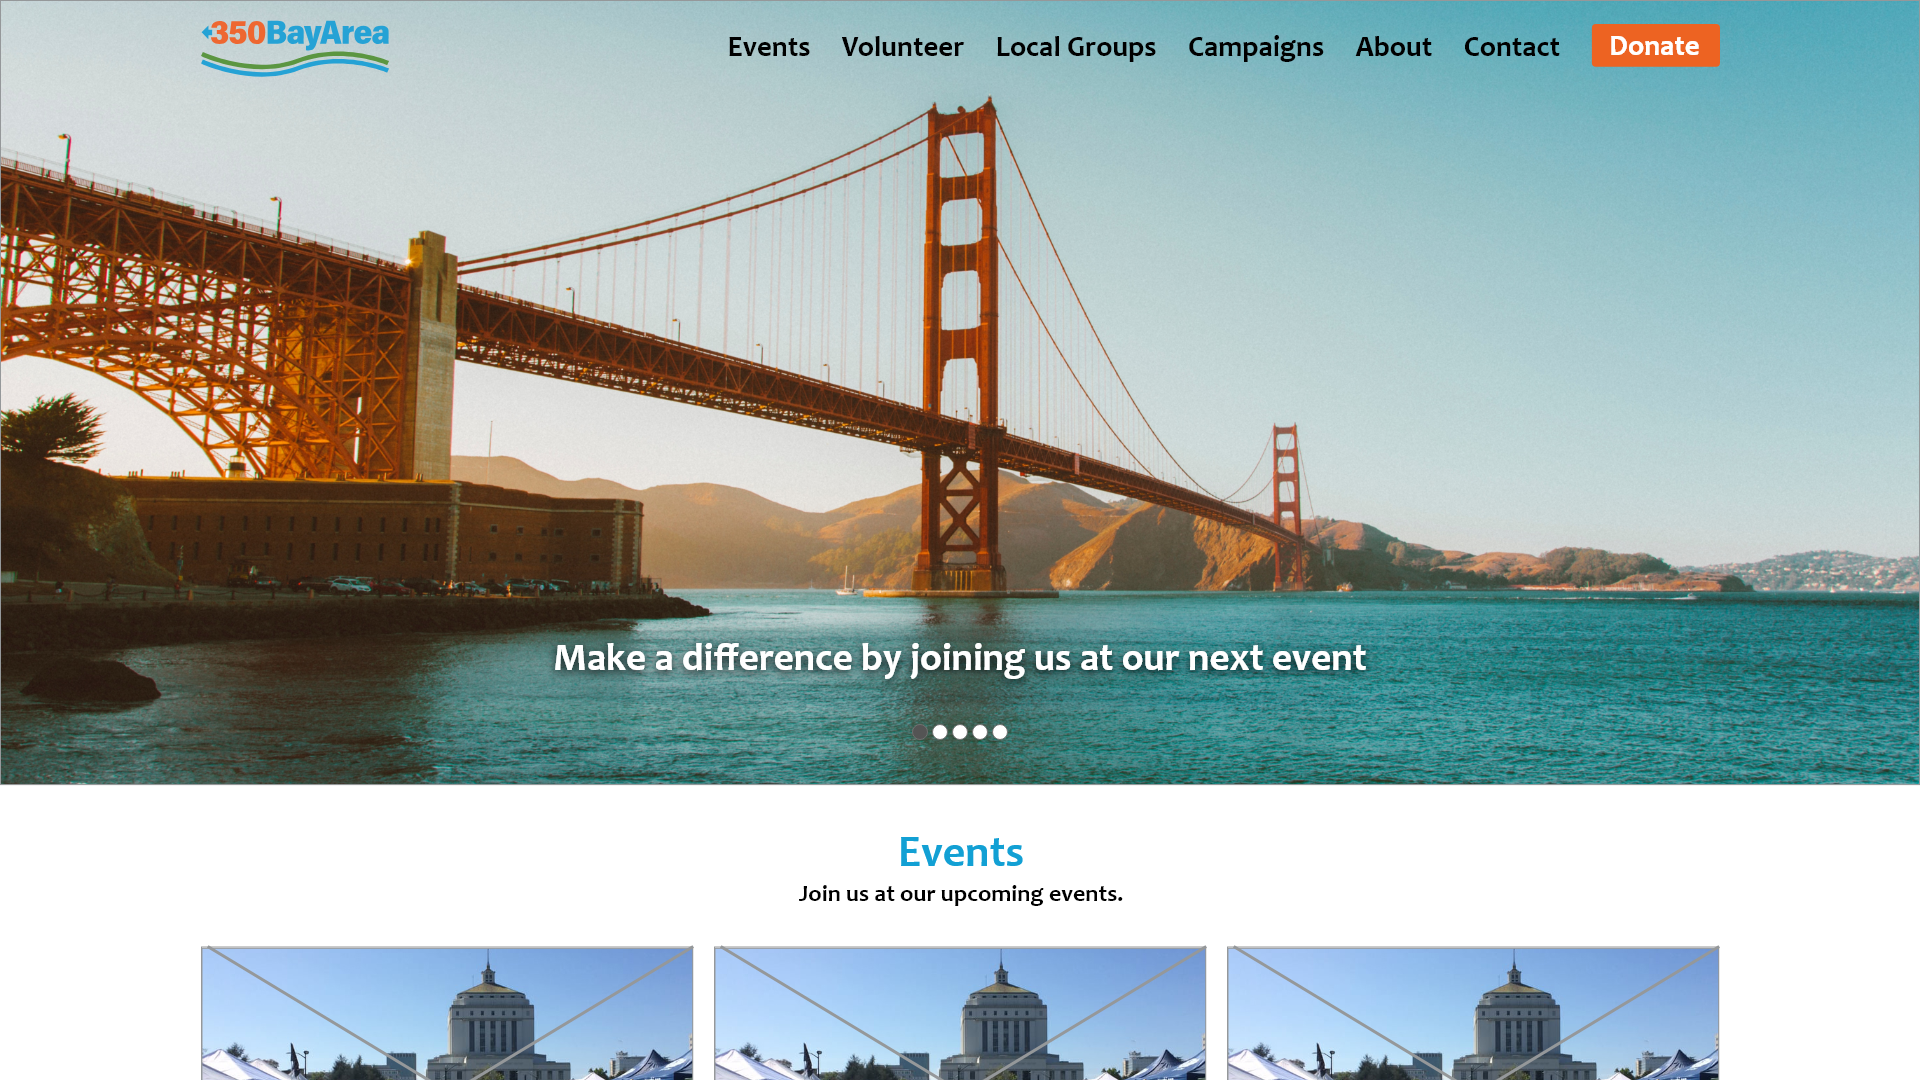 350BayArea
Events Volunteer Local Groups Campaigns About Contact Donate
Make a difference by joining us at our next event
Events
Join us at our upcoming events.